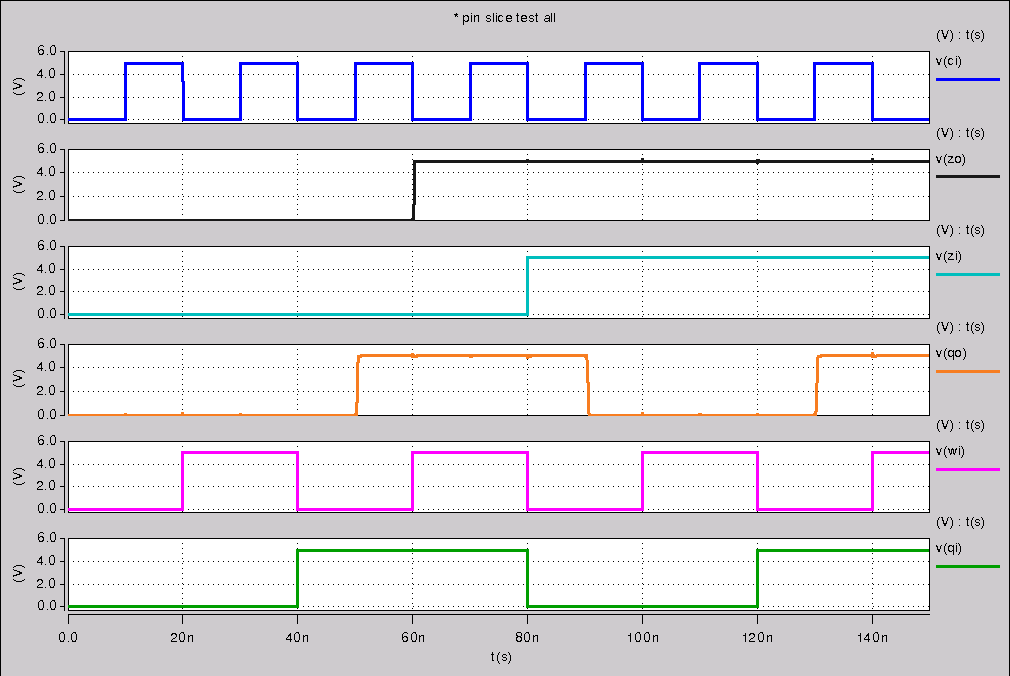 * pin slice test all
(V) : t(s)
6.0
v(ci)
4.0
(V)
2.0
0.0
(V) : t(s)
6.0
v(zo)
4.0
(V)
2.0
0.0
(V) : t(s)
6.0
v(zi)
4.0
(V)
2.0
0.0
(V) : t(s)
6.0
v(qo)
4.0
(V)
2.0
0.0
(V) : t(s)
6.0
v(wi)
4.0
(V)
2.0
0.0
(V) : t(s)
6.0
v(qi)
4.0
(V)
2.0
0.0
0.0 20n 40n 60n 80n 100n 120n 140n
t(s)